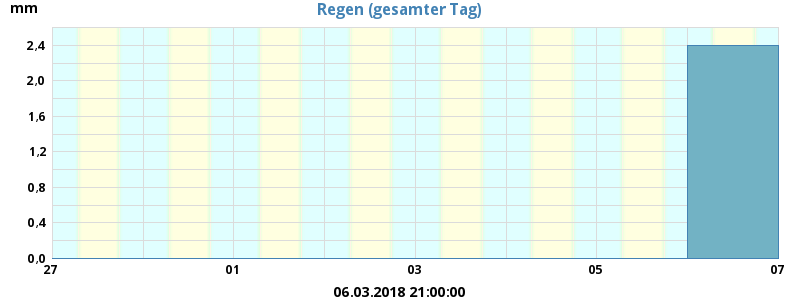 mm
Regen (gesamter Tag)
2,4
2,0
1,6
1,2
0,8
0,4
0,0
27 01 03 05 07
06.03.2018 21:00:00